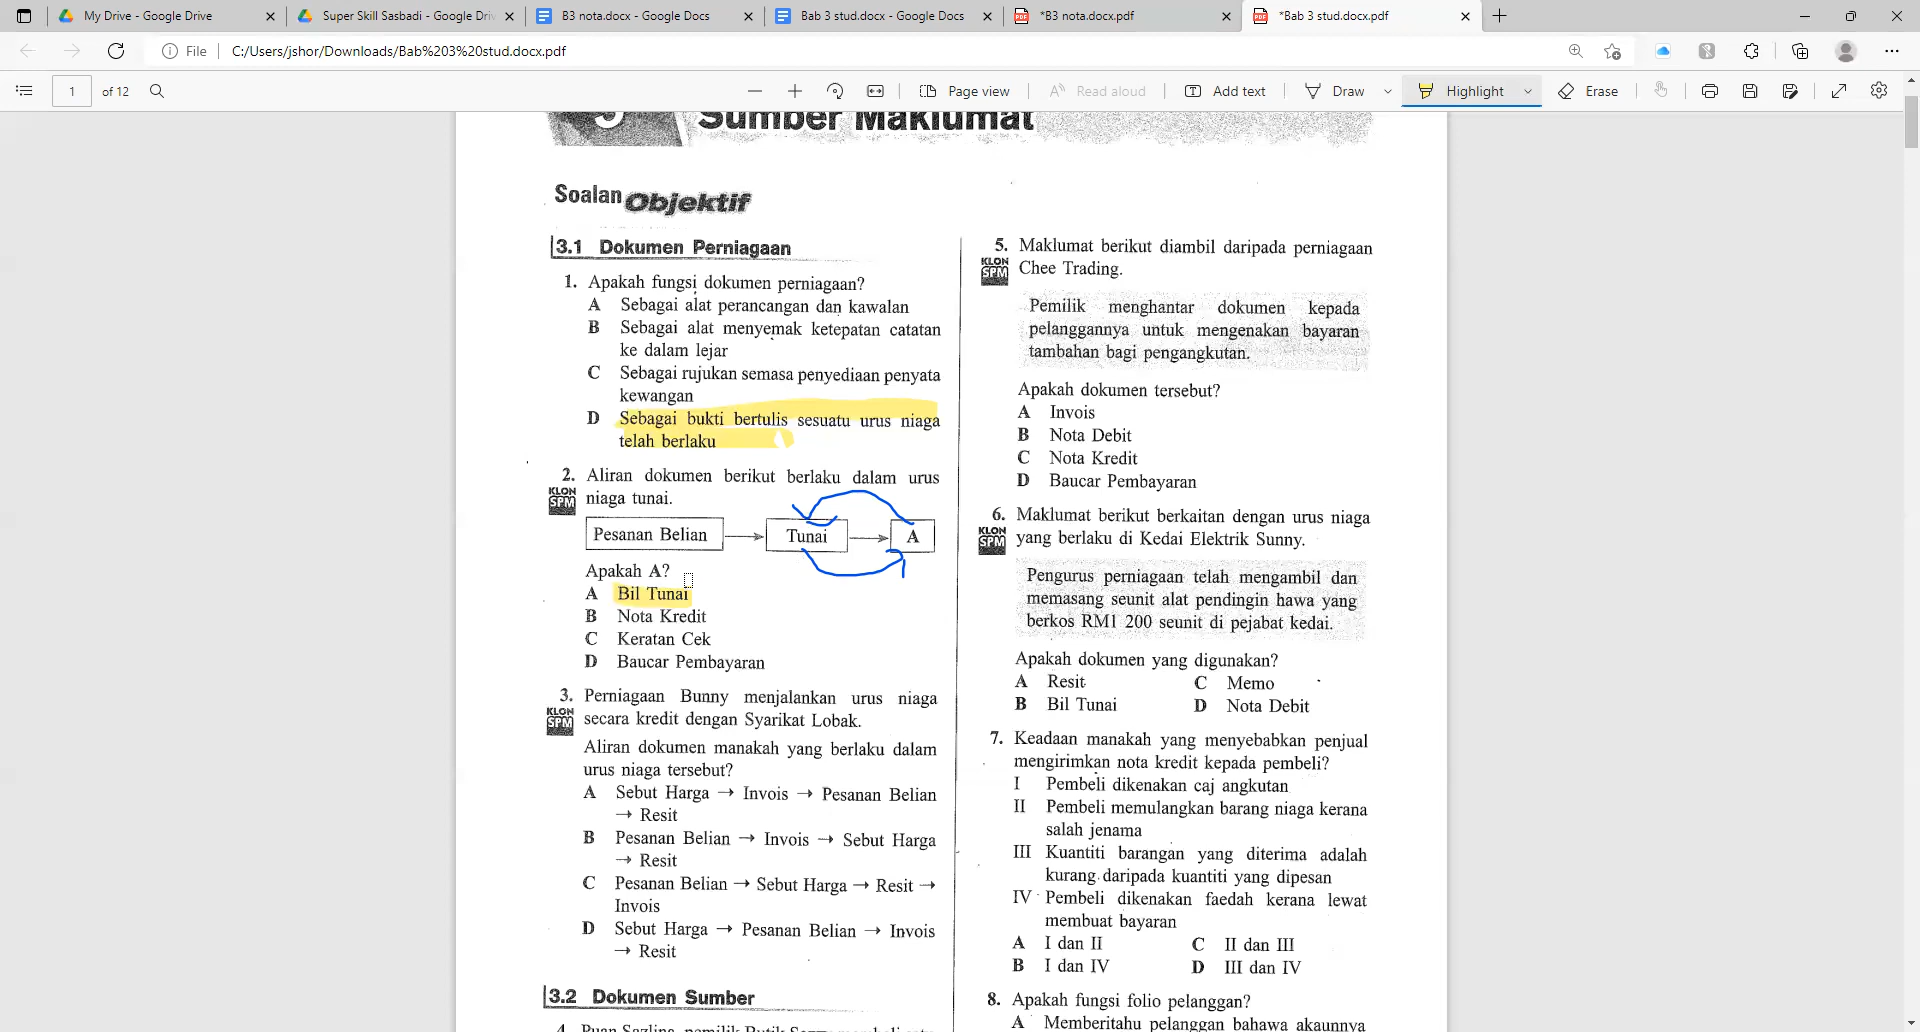 My Drive - Google Drive
Super Skill Sasbadi - Google Driv
B3 nota.docx - Google Docs
Bab 3 stud.docx - Google Docs
*B3 nota.docx.pdf
*Bab 3 stud.docx.pdf
File
C:/Users/jshor/Downloads/Bab%203%20stud.docx.pdf
1 of 12
Page view
Read aloud
Add text
Draw
Highlight
Erase
Sumber Maklumat
Soalan Objektif
3.1 Dokumen Perniagaan
1. Apakah fungsi dokumen perniagaan?
A Sebagai alat perancangan dan kawalan
B Sebagai alat menyemak ketepatan catatan
ke dalam lejar
C Sebagai rujukan semasa penyediaan penyata
kewangan
D Sebagai bukti bertulis sesuatu urus niaga
telah berlaku
2. Aliran dokumen berikut berlaku dalam urus
KLON SPM
niaga tunai.
Pesanan Belian
Tunai
A
Apakah A?
A Bil Tunai
B Nota Kredit
C Keratan Cek
D Baucar Pembayaran
3. Perniagaan Bunny menjalankan urus niaga
KLON SPM
secara kredit dengan Syarikat Lobak.
Aliran dokumen manakah yang berlaku dalam
urus niaga tersebut?
A Sebut Harga → Invois → Pesanan Belian
→ Resit
B Pesanan Belian → Invois → Sebut Harga
→ Resit
C Pesanan Belian → Sebut Harga → Resit →
Invois
D Sebut Harga → Pesanan Belian → Invois
→ Resit
3.2 Dokumen Sumber
5. Maklumat berikut diambil daripada perniagaan
KLON SPM
Chee Trading.
Pemilik menghantar dokumen kepada
pelanggannya untuk mengenakan bayaran
tambahan bagi pengangkutan.
Apakah dokumen tersebut?
A Invois
B Nota Debit
C Nota Kredit
D Baucar Pembayaran
6. Maklumat berikut berkaitan dengan urus niaga
KLON SPM
yang berlaku di Kedai Elektrik Sunny.
Pengurus perniagaan telah mengambil dan
memasang seunit alat pendingin hawa yang
berkos RM1 200 seunit di pejabat kedai.
Apakah dokumen yang digunakan?
A Resit C Memo
B Bil Tunai D Nota Debit
7. Keadaan manakah yang menyebabkan penjual
mengirimkan nota kredit kepada pembeli?
I Pembeli dikenakan caj angkutan
II Pembeli memulangkan barang niaga kerana
salah jenama
III Kuantiti barangan yang diterima adalah
kurang daripada kuantiti yang dipesan
IV Pembeli dikenakan faedah kerana lewat
membuat bayaran
A I dan II C II dan III
B I dan IV D III dan IV
8. Apakah fungsi folio pelanggan?
A Memberitahu pelanggan bahawa akaunnya